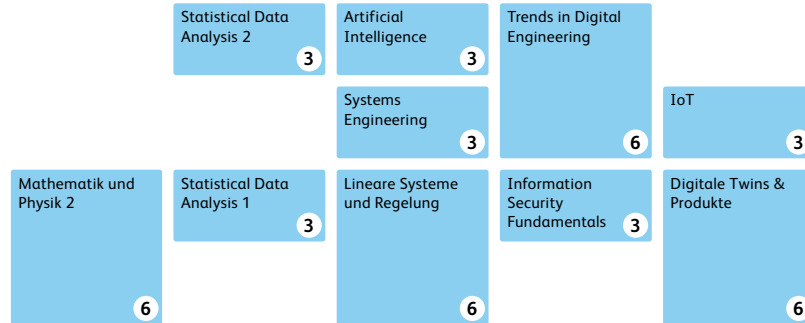 Statistical Data
Analysis 2
3
Artificial
Intelligence
3
Trends in Digital
Engineering
6
Systems
Engineering
3
IoT
3
Mathematik und
Physik 2
6
Statistical Data
Analysis 1
3
Lineare Systeme
und Regelung
6
Information
Security
Fundamentals
3
Digitale Twins &
Produkte
6